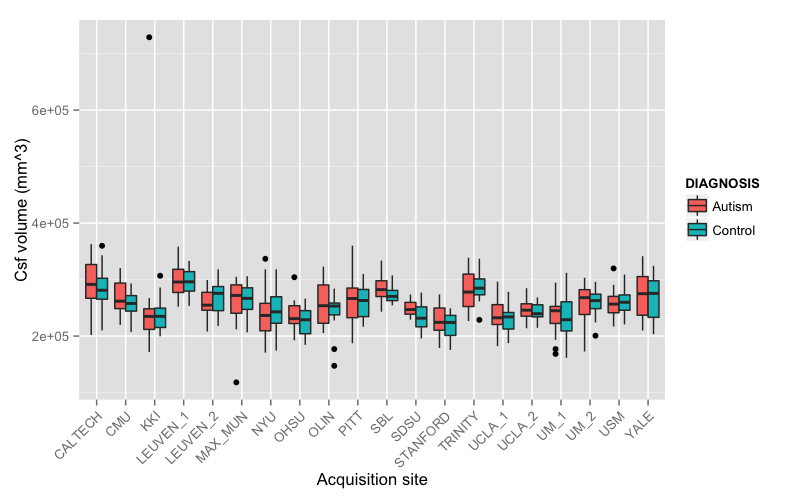 6e+05
4e+05
2e+05
Csf volume (mm^3)
CALTECH
CMU
KKI
LEUVEN_1
LEUVEN_2
MAX_MUN
NYU
OHSU
OLIN
PITT
SBL
SDSU
STANFORD
TRINITY
UCLA_1
UCLA_2
UM_1
UM_2
USM
YALE
Acquisition site
DIAGNOSIS
Autism
Control